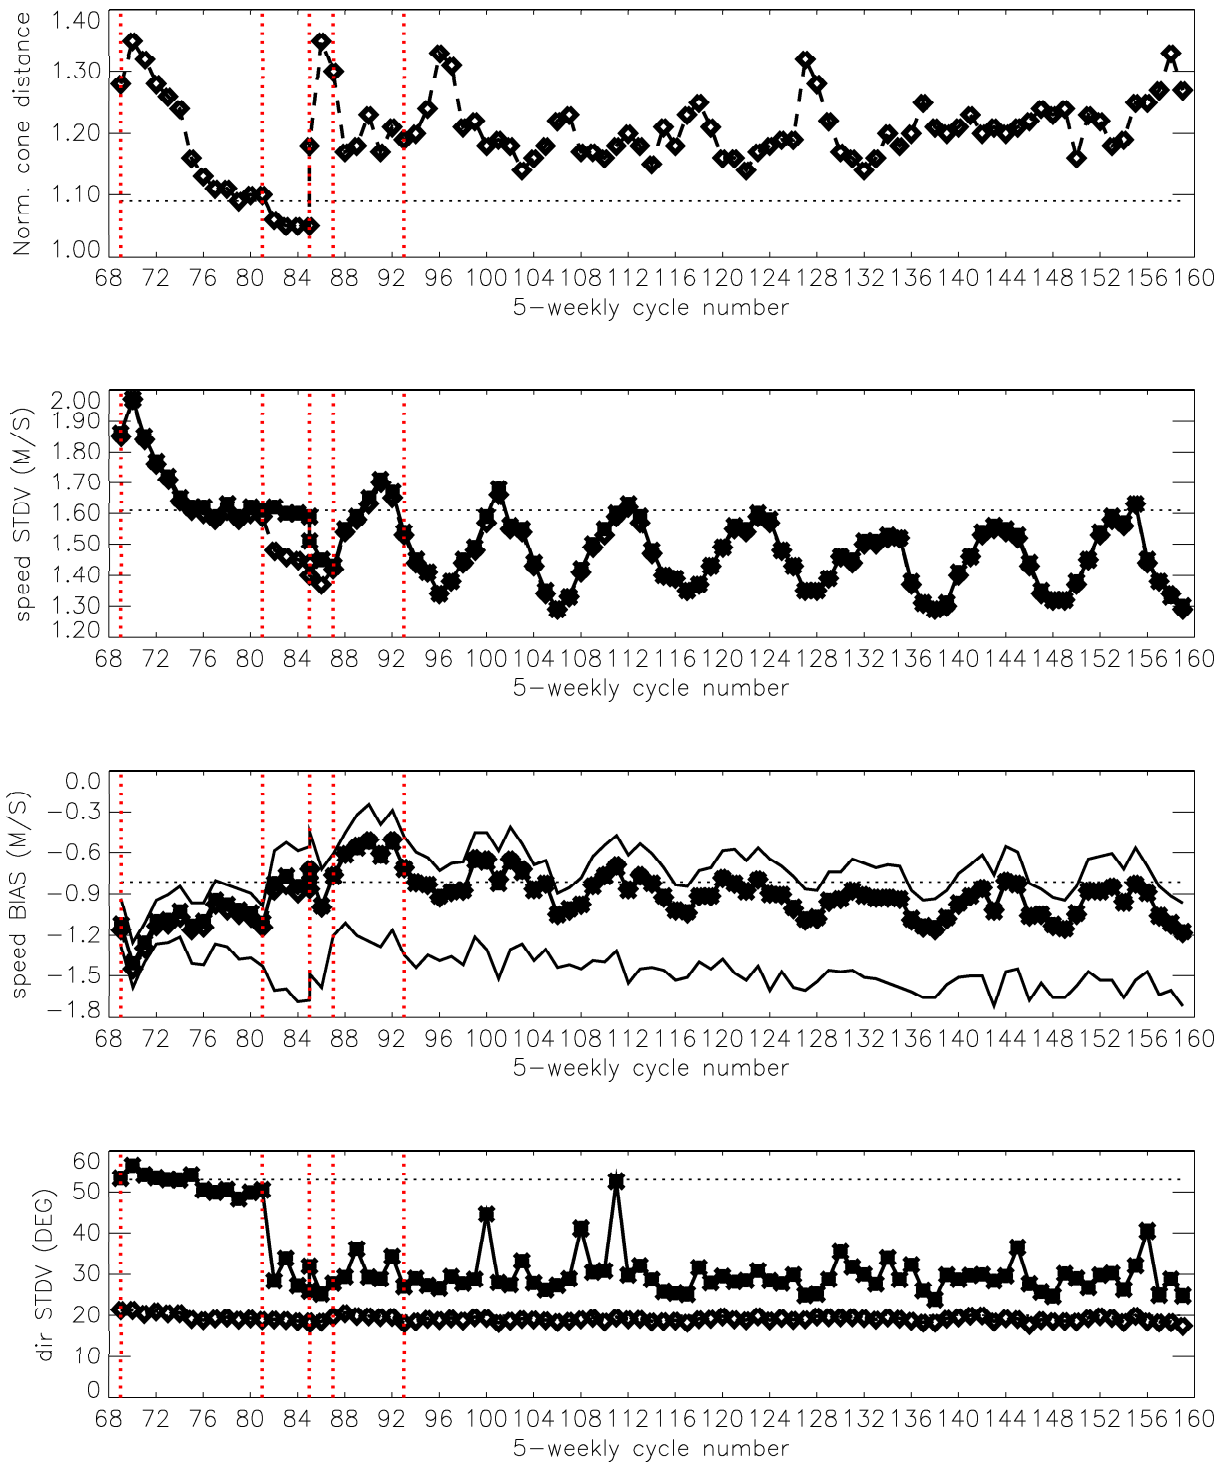 Norm. cone distance
1.40
1.30
1.20
1.10
1.00
68 72 76 80 84 88 92 96 100 104 108 112 116 120 124 128 132 136 140 144 148 152 156 160
5-weekly cycle number
speed STDV (M/S)
2.00
1.90
1.80
1.70
1.60
1.50
1.40
1.30
1.20
68 72 76 80 84 88 92 96 100 104 108 112 116 120 124 128 132 136 140 144 148 152 156 160
5-weekly cycle number
speed BIAS (M/S)
0.0
-0.3
-0.6
-0.9
-1.2
-1.5
-1.8
68 72 76 80 84 88 92 96 100 104 108 112 116 120 124 128 132 136 140 144 148 152 156 160
5-weekly cycle number
dir STDV (DEG)
60
50
40
30
20
10
0
68 72 76 80 84 88 92 96 100 104 108 112 116 120 124 128 132 136 140 144 148 152 156 160
5-weekly cycle number